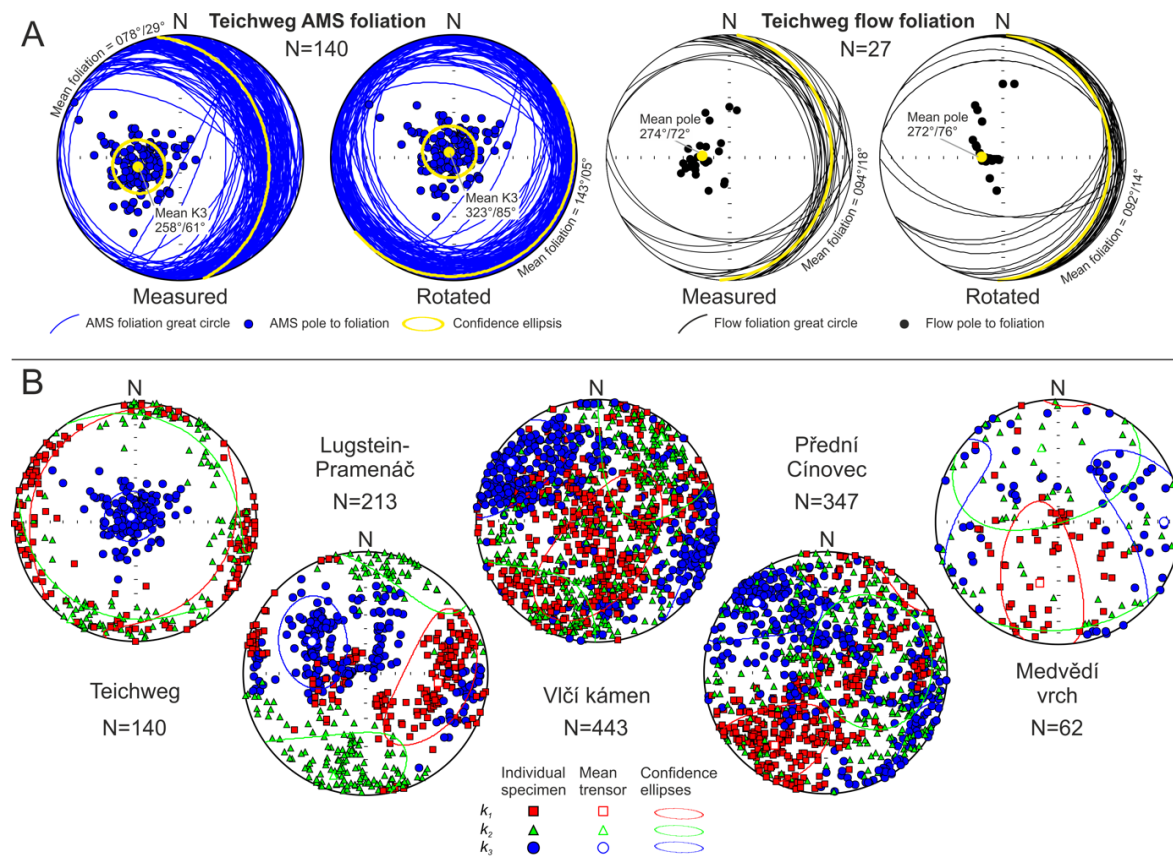 A
Teichweg AMS foliation
N=140
N
N
Mean foliation = 078°/29°
Mean K3
258°/61°
Mean K3
323°/85°
Mean foliation = 143°/05°
Measured
Rotated
AMS foliation great circle
AMS pole to foliation
Confidence ellipsis
Teichweg flow foliation
N=27
N
N
Mean pole
274°/72°
Mean foliation = 094°/18°
Mean pole
272°/76°
Mean foliation = 092°/14°
Measured
Rotated
Flow foliation great circle
Flow pole to foliation
B
N
Teichweg
N=140
Lugstein-
Pramenáč
N=213
N
N
Vlčí kámen
N=443
Přední
Cínovec
N=347
N
N
Medvědí
vrch
N=62
Individual specimen
Mean trensor
Confidence ellipses
k1
k2
k3